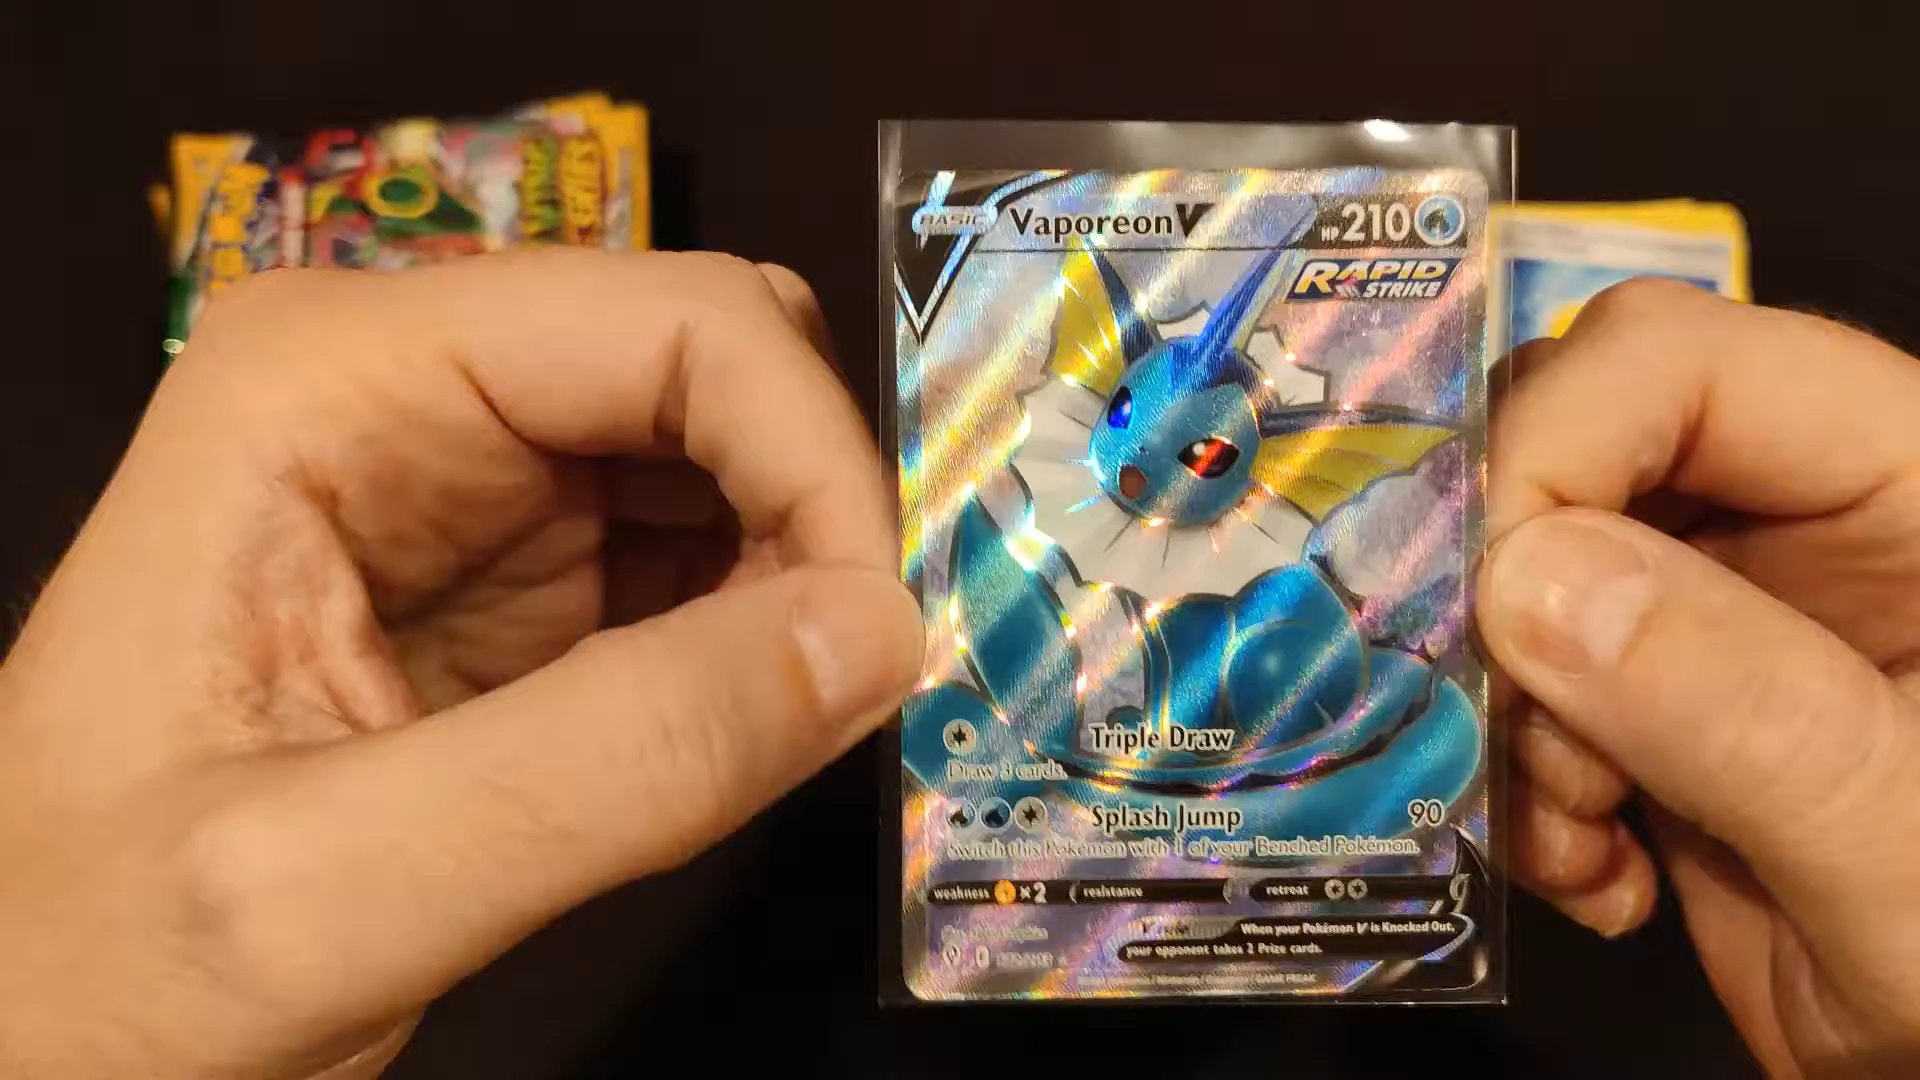 BASIC
Vaporeon V
HP 210
RAPID
STRIKE
Triple Draw
Draw 3 cards.
Splash Jump 90
Switch this Pokémon with 1 of your Benched Pokémon.
weakness ×2 resistance retreat
When your Pokémon V is Knocked Out,
your opponent takes 2 Prize cards.
GAME FREAK